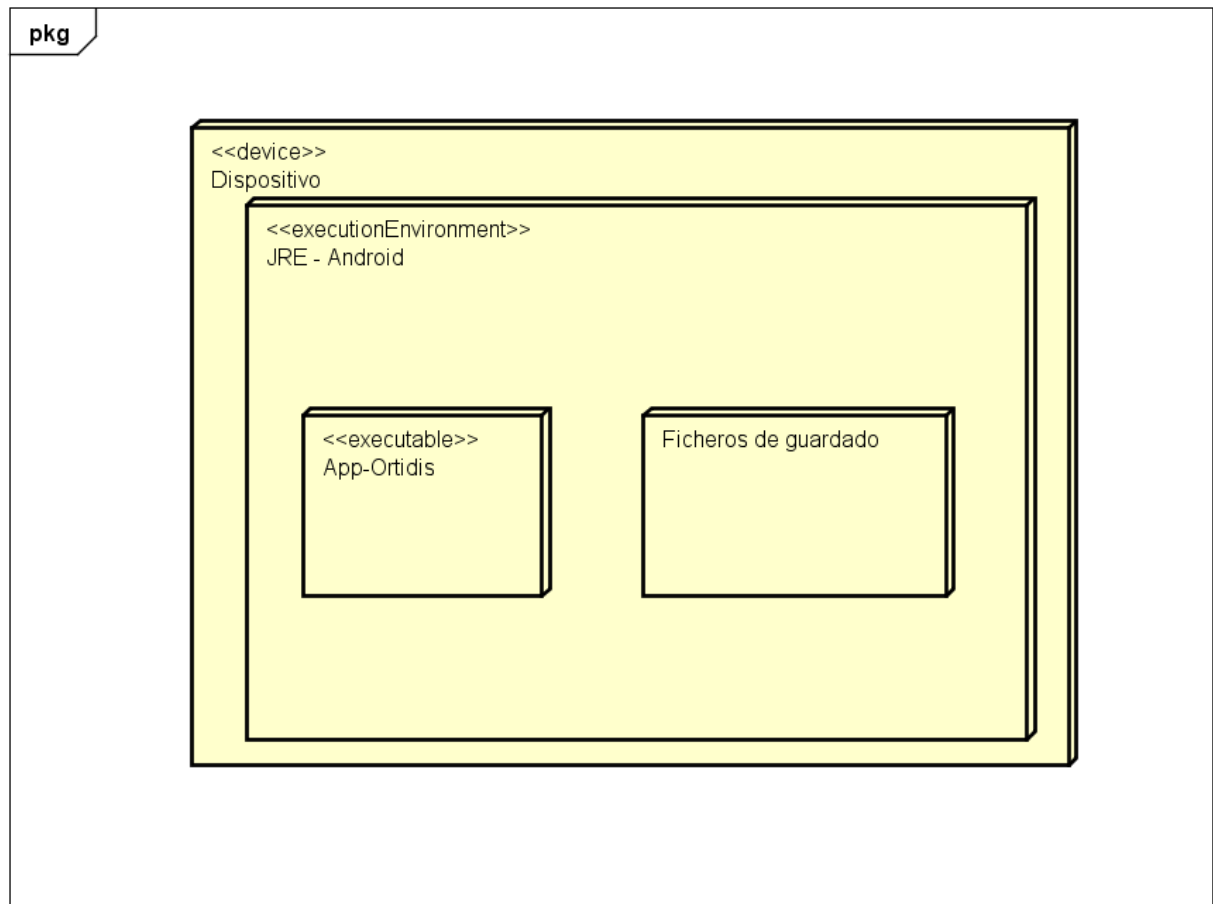 pkg
<<device>>
Dispositivo
<<executionEnvironment>>
JRE - Android
<<executable>>
App-Ortidis
Ficheros de guardado